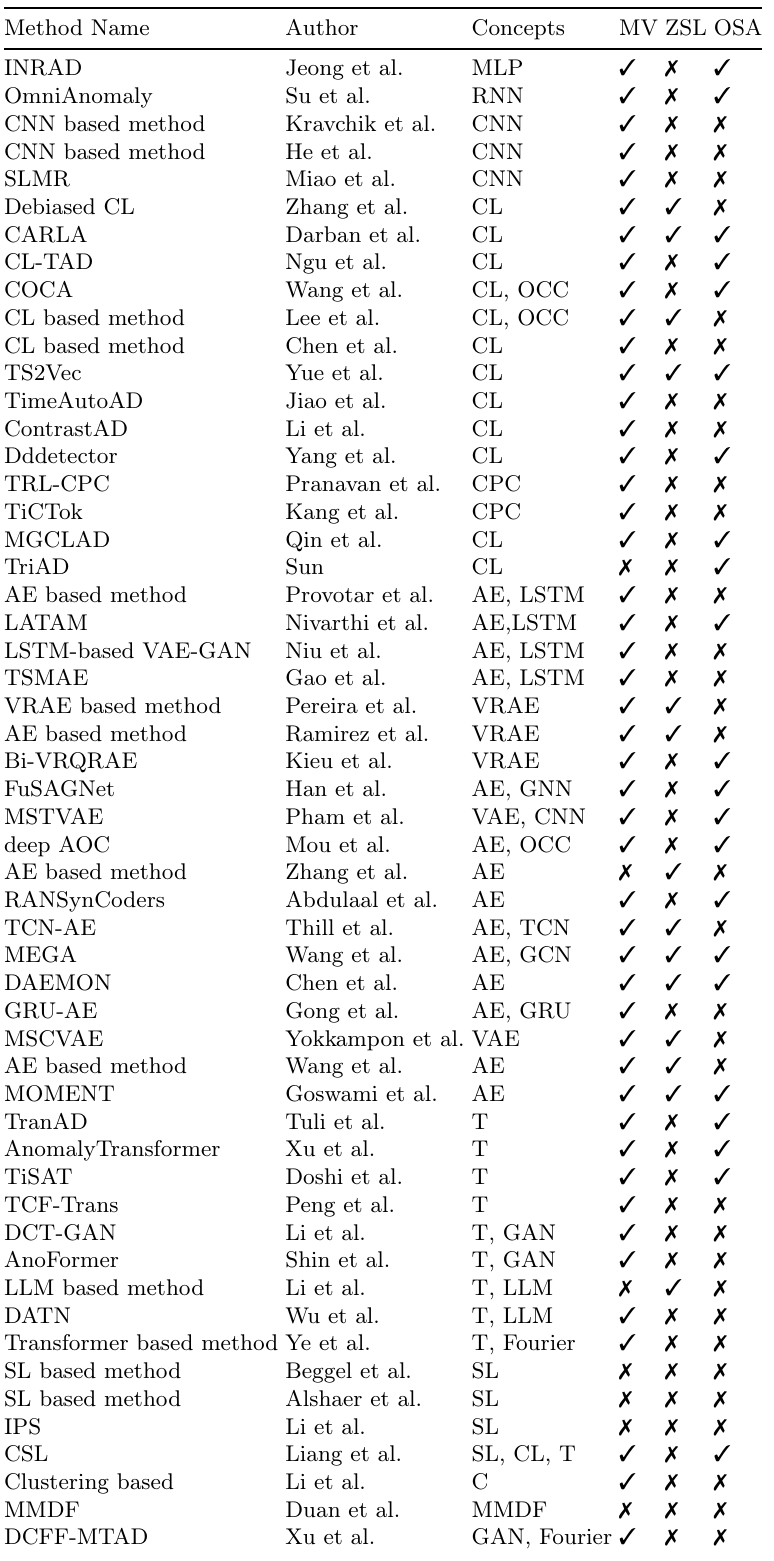 Method Name Author Concepts MV ZSL OSA
INRAD Jeong et al. MLP ✓ ✗ ✓
OmniAnomaly Su et al. RNN ✓ ✗ ✓
CNN based method Kravchik et al. CNN ✓ ✗ ✗
CNN based method He et al. CNN ✓ ✗ ✗
SLMR Miao et al. CNN ✓ ✗ ✗
Debiased CL Zhang et al. CL ✓ ✓ ✗
CARLA Darban et al. CL ✓ ✓ ✓
CL-TAD Ngu et al. CL ✓ ✗ ✓
COCA Wang et al. CL, OCC ✓ ✗ ✓
CL based method Lee et al. CL, OCC ✓ ✓ ✗
CL based method Chen et al. CL ✓ ✗ ✗
TS2Vec Yue et al. CL ✓ ✓ ✓
TimeAutoAD Jiao et al. CL ✓ ✗ ✗
ContrastAD Li et al. CL ✓ ✗ ✗
Dddetector Yang et al. CL ✓ ✗ ✓
TRL-CPC Pranavan et al. CPC ✓ ✗ ✗
TiCTok Kang et al. CPC ✓ ✗ ✗
MGCLAD Qin et al. CL ✓ ✗ ✓
TriAD Sun CL ✗ ✗ ✓
AE based method Provotar et al. AE, LSTM ✓ ✗ ✗
LATAM Nivarthi et al. AE,LSTM ✓ ✗ ✓
LSTM-based VAE-GAN Niu et al. AE, LSTM ✓ ✗ ✗
TSMAE Gao et al. AE, LSTM ✓ ✗ ✗
VRAE based method Pereira et al. VRAE ✓ ✓ ✗
AE based method Ramirez et al. VRAE ✓ ✓ ✗
Bi-VRQRAE Kieu et al. VRAE ✓ ✗ ✓
FuSAGNet Han et al. AE, GNN ✓ ✗ ✓
MSTVAE Pham et al. VAE, CNN ✓ ✗ ✓
deep AOC Mou et al. AE, OCC ✓ ✗ ✓
AE based method Zhang et al. AE ✗ ✓ ✗
RANSynCoders Abdulaal et al. AE ✓ ✗ ✓
TCN-AE Thill et al. AE, TCN ✓ ✓ ✗
MEGA Wang et al. AE, GCN ✓ ✓ ✓
DAEMON Chen et al. AE ✓ ✓ ✓
GRU-AE Gong et al. AE, GRU ✓ ✗ ✗
MSCVAE Yokkampon et al. VAE ✓ ✓ ✗
AE based method Wang et al. AE ✓ ✓ ✗
MOMENT Goswami et al. AE ✓ ✓ ✓
TranAD Tuli et al. T ✓ ✗ ✓
AnomalyTransformer Xu et al. T ✓ ✗ ✓
TiSAT Doshi et al. T ✓ ✗ ✓
TCF-Trans Peng et al. T ✓ ✗ ✗
DCT-GAN Li et al. T, GAN ✓ ✗ ✗
AnoFormer Shin et al. T, GAN ✓ ✗ ✗
LLM based method Li et al. T, LLM ✗ ✓ ✗
DATN Wu et al. T, LLM ✓ ✗ ✗
Transformer based method Ye et al. T, Fourier ✓ ✗ ✗
SL based method Beggel et al. SL ✗ ✗ ✗
SL based method Alshaer et al. SL ✗ ✗ ✗
IPS Li et al. SL ✗ ✗ ✗
CSL Liang et al. SL, CL, T ✓ ✗ ✓
Clustering based Li et al. C ✓ ✗ ✗
MMDF Duan et al. MMDF ✗ ✗ ✗
DCFF-MTAD Xu et al. GAN, Fourier ✓ ✗ ✗